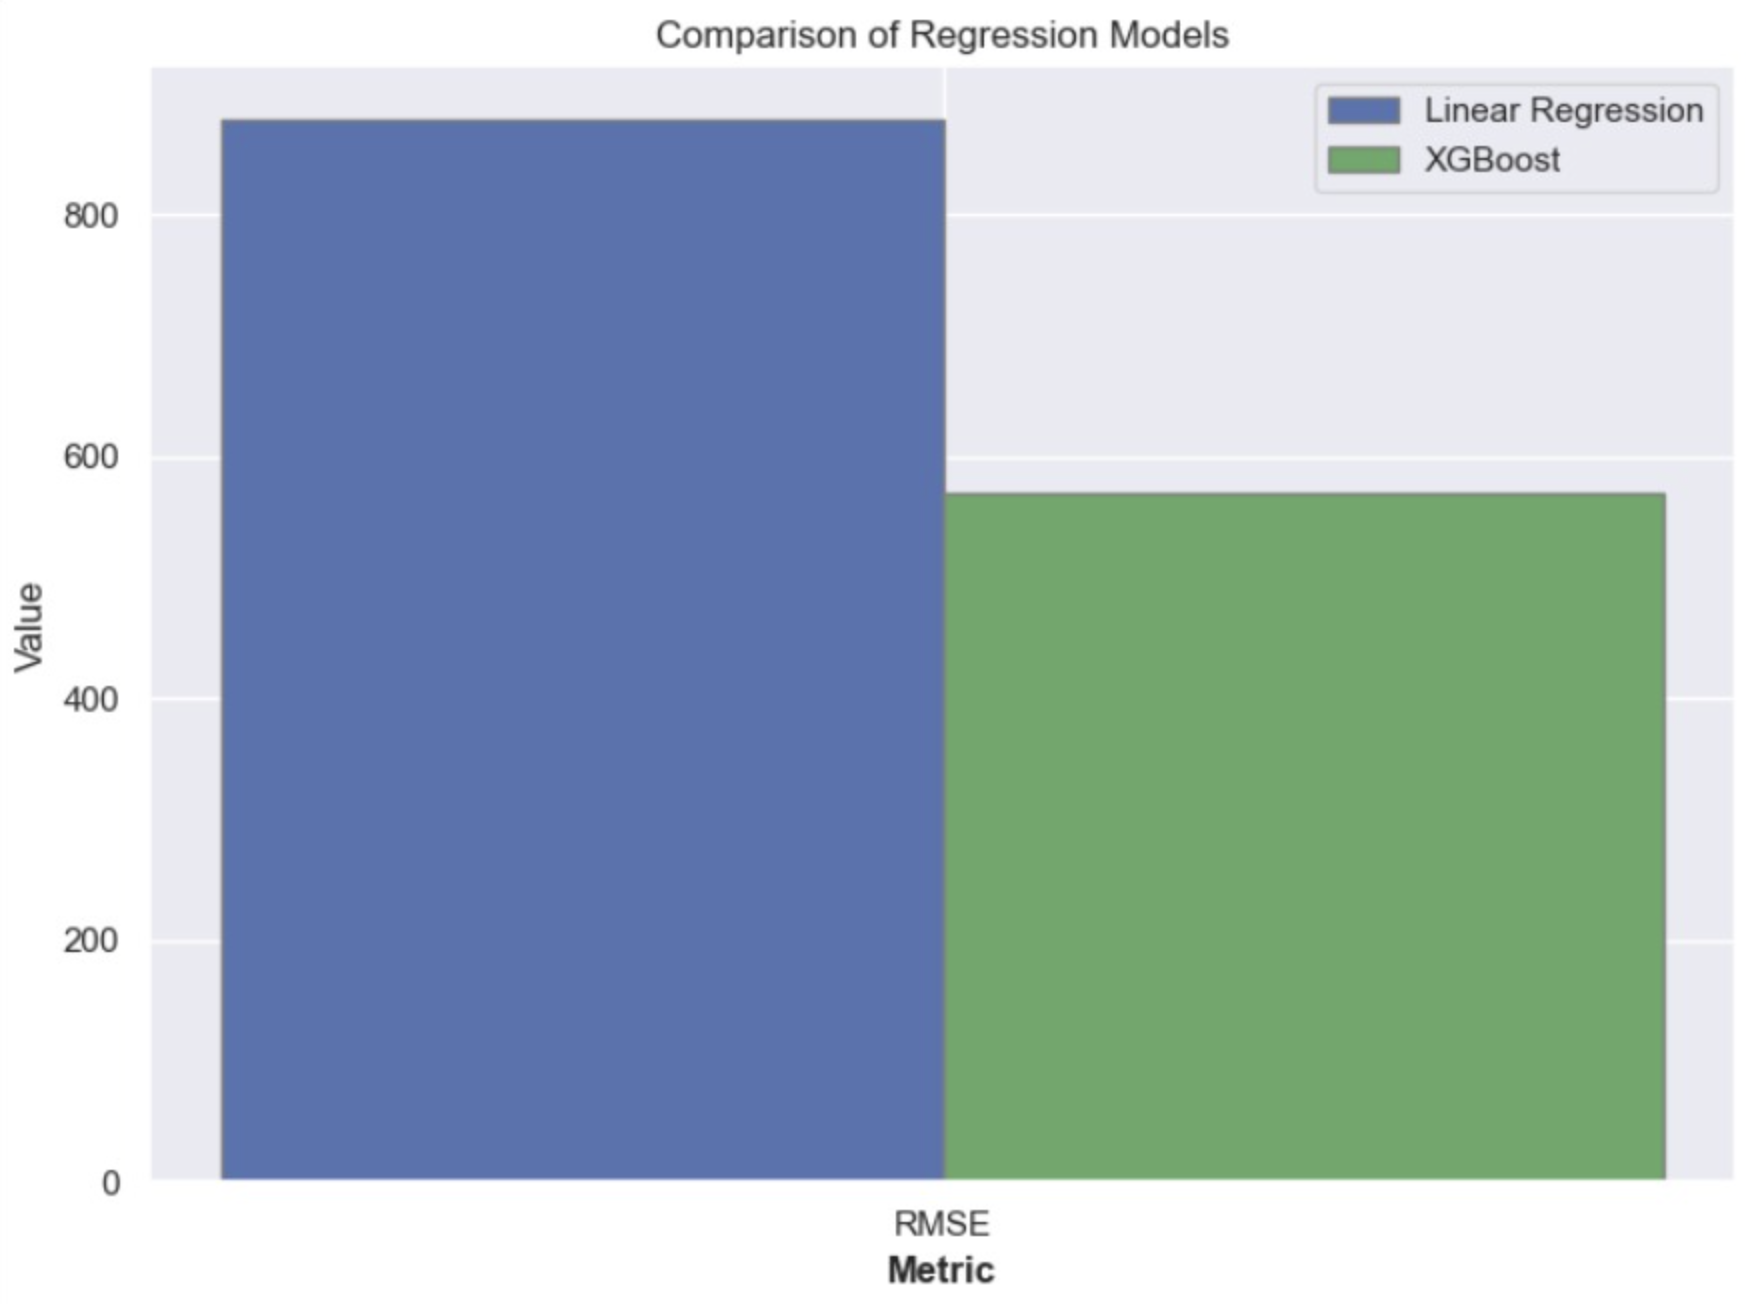 Comparison of Regression Models
Linear Regression
XGBoost
800
600
400
200
0
Value
RMSE
Metric